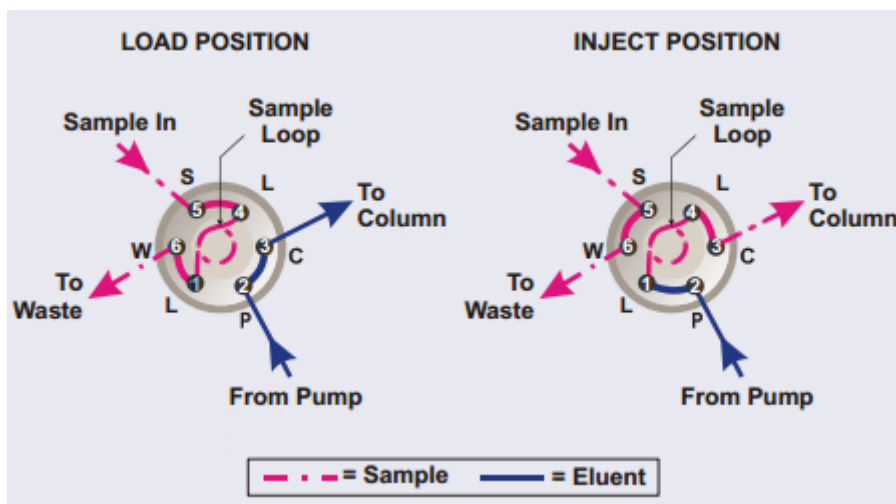 LOAD POSITION
Sample In
Sample
Loop
S
L
To
Column
5
4
W
6
3
C
To
Waste
1
2
L
P
From Pump
INJECT POSITION
Sample In
Sample
Loop
S
L
To
Column
5
4
W
6
3
C
To
Waste
1
2
L
P
From Pump
= Sample
= Eluent